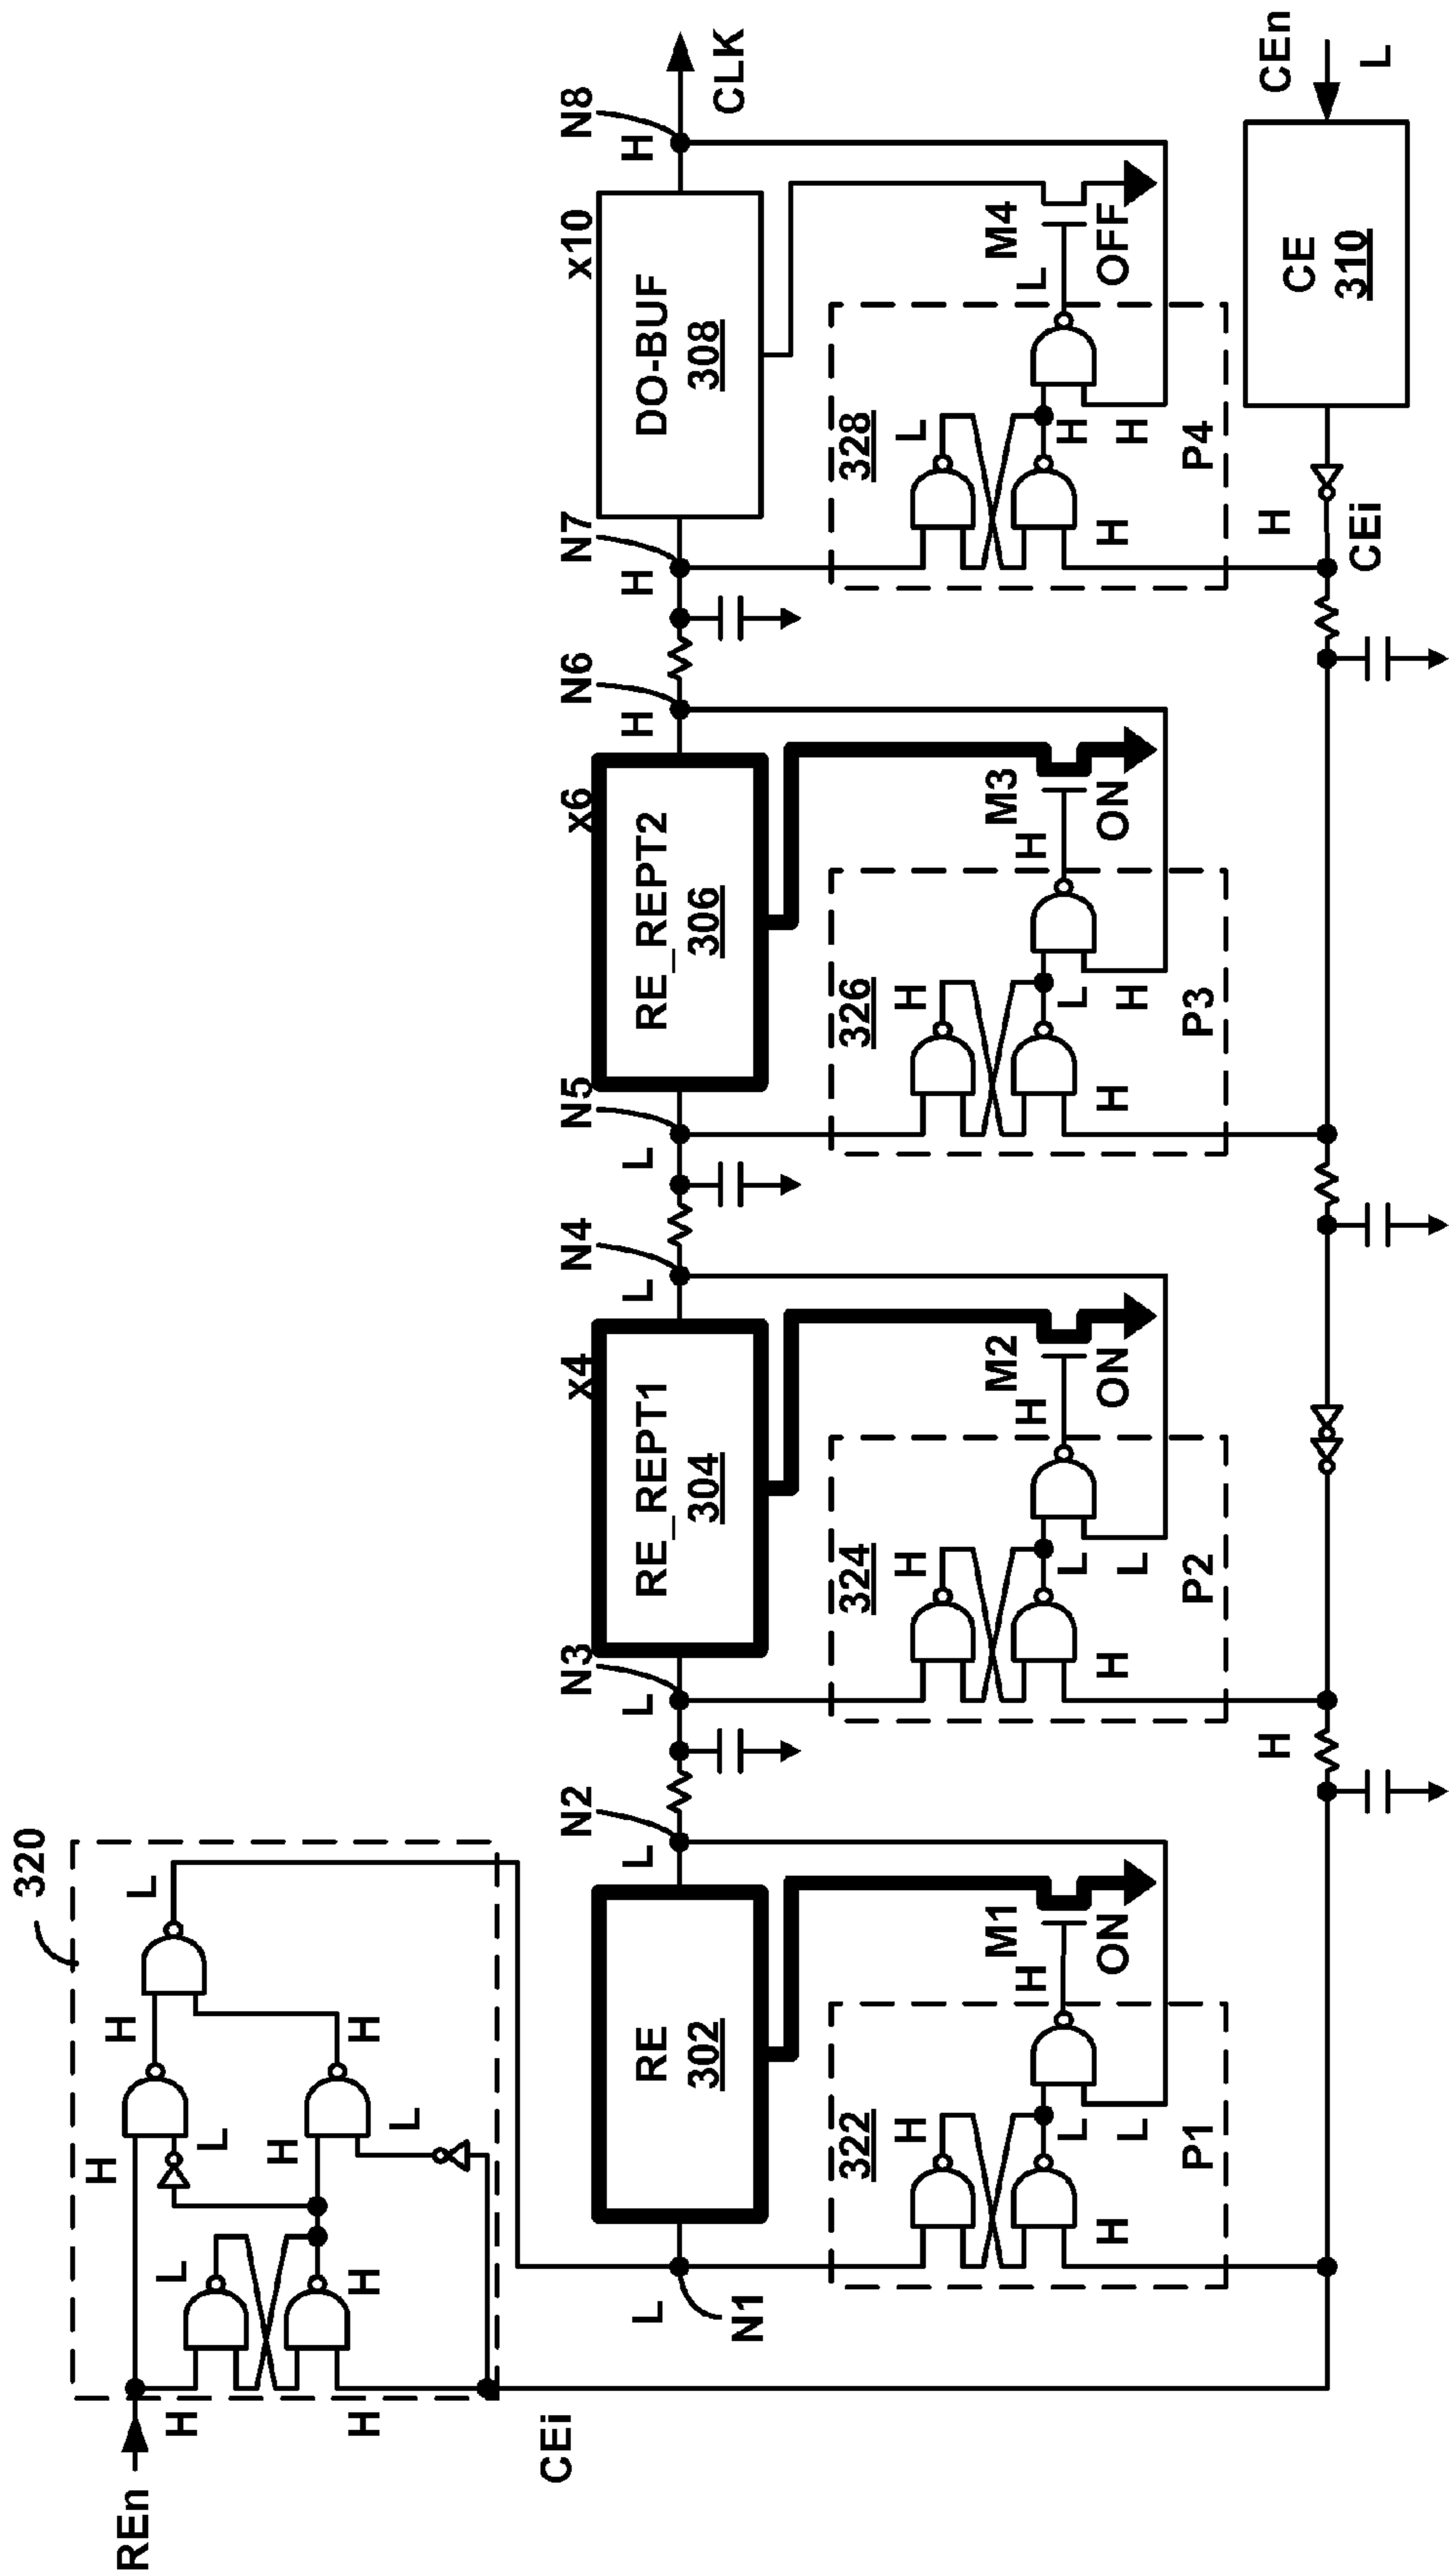 320
L
H
H
REn
H
L
L
H
H
H
H
L
CEi
N2
N3
x4
N4
N5
x6
N6
N7
x10
N8
L
L
L
L
L
H
H
H
L
RE
302
RE_REPT1
304
RE_REPT2
306
DO-BUF
308
CLK
N1
322
324
326
328
H
H
H
L
H
M1
H
M2
H
M3
L
M4
L
L
L
H
H
L
ON
H
L
ON
H
H
ON
H
H
OFF
P1
P2
P3
P4
H
H
CEi
CE
310
CEn
L